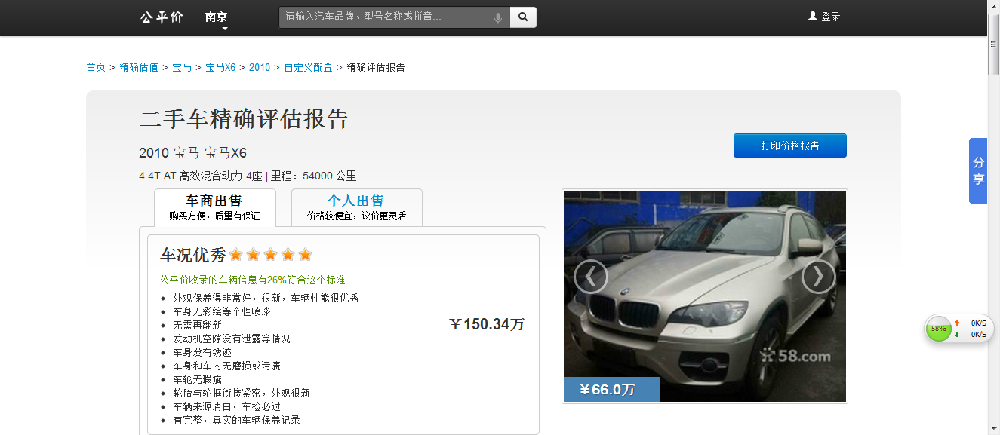 公平价
南京
请输入汽车品牌、型号名称或拼音...
登录
首页 > 精确估值 > 宝马 > 宝马X6 > 2010 > 自定义配置 > 精确评估报告
二手车精确评估报告
2010 宝马 宝马X6
打印价格报告
4.4T AT 高效混合动力 4座 | 里程：54000 公里
车商出售
购买方便，质量有保证
个人出售
价格较便宜，议价更灵活
车况优秀
公平价收录的车辆信息有26%符合这个标准
外观保养得非常好，很新，车辆性能很优秀
车身无彩绘等个性喷漆
无需再翻新
发动机空隙没有泄露等情况
车身没有锈迹
车身和车内无磨损或污渍
车轮无瑕疵
轮胎与轮框衔接紧密，外观很新
车辆来源清白，车检必过
有完整，真实的车辆保养记录
￥150.34万
58.com
￥66.0万
分享
58%
0K/S
0K/S